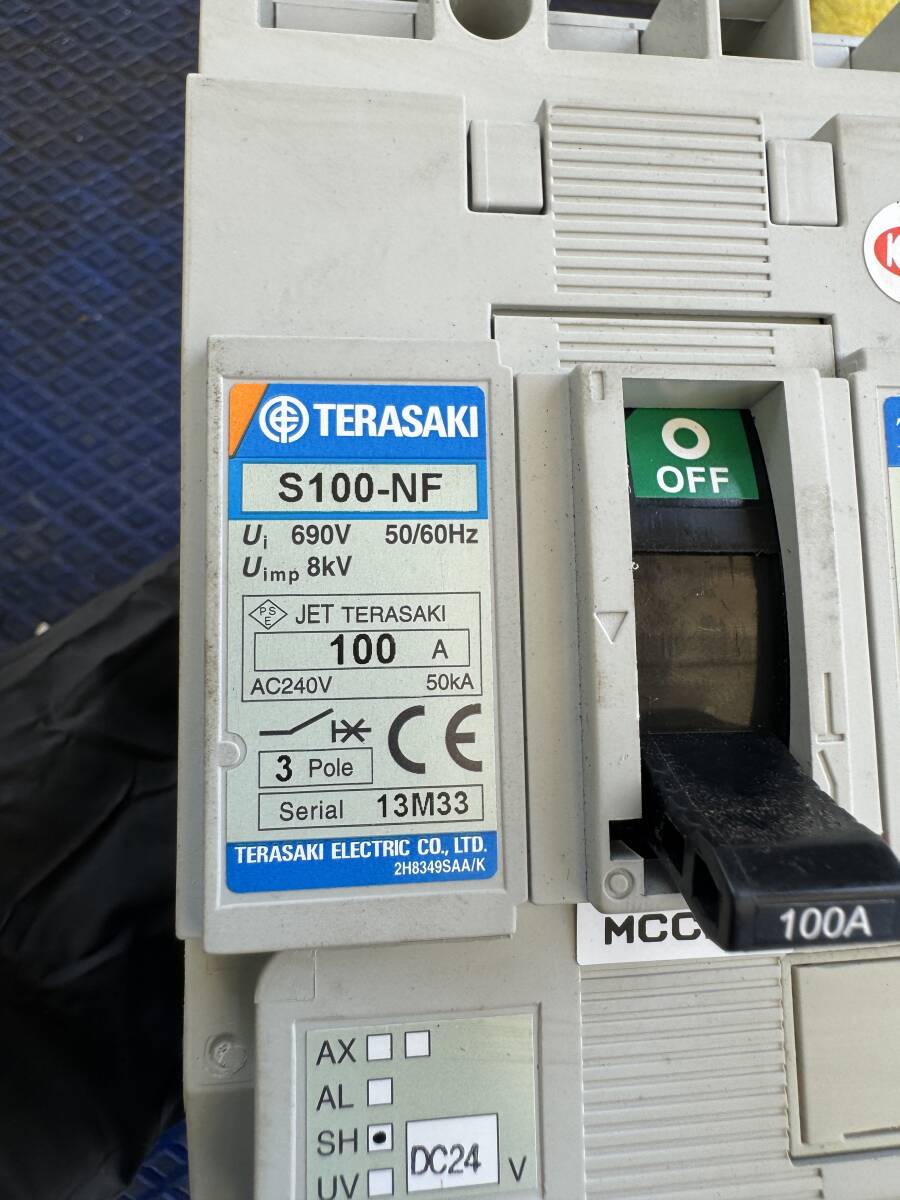 TERASAKI
S100-NF
Ui 690V 50/60Hz
Uimp 8kV
PSE JET TERASAKI
100 A
AC240V 50kA
CE
3 Pole
Serial 13M33
TERASAKI ELECTRIC CO., LTD.
2H8349SAA/K
O
OFF
100A
AX
AL
SH DC24 V
UV